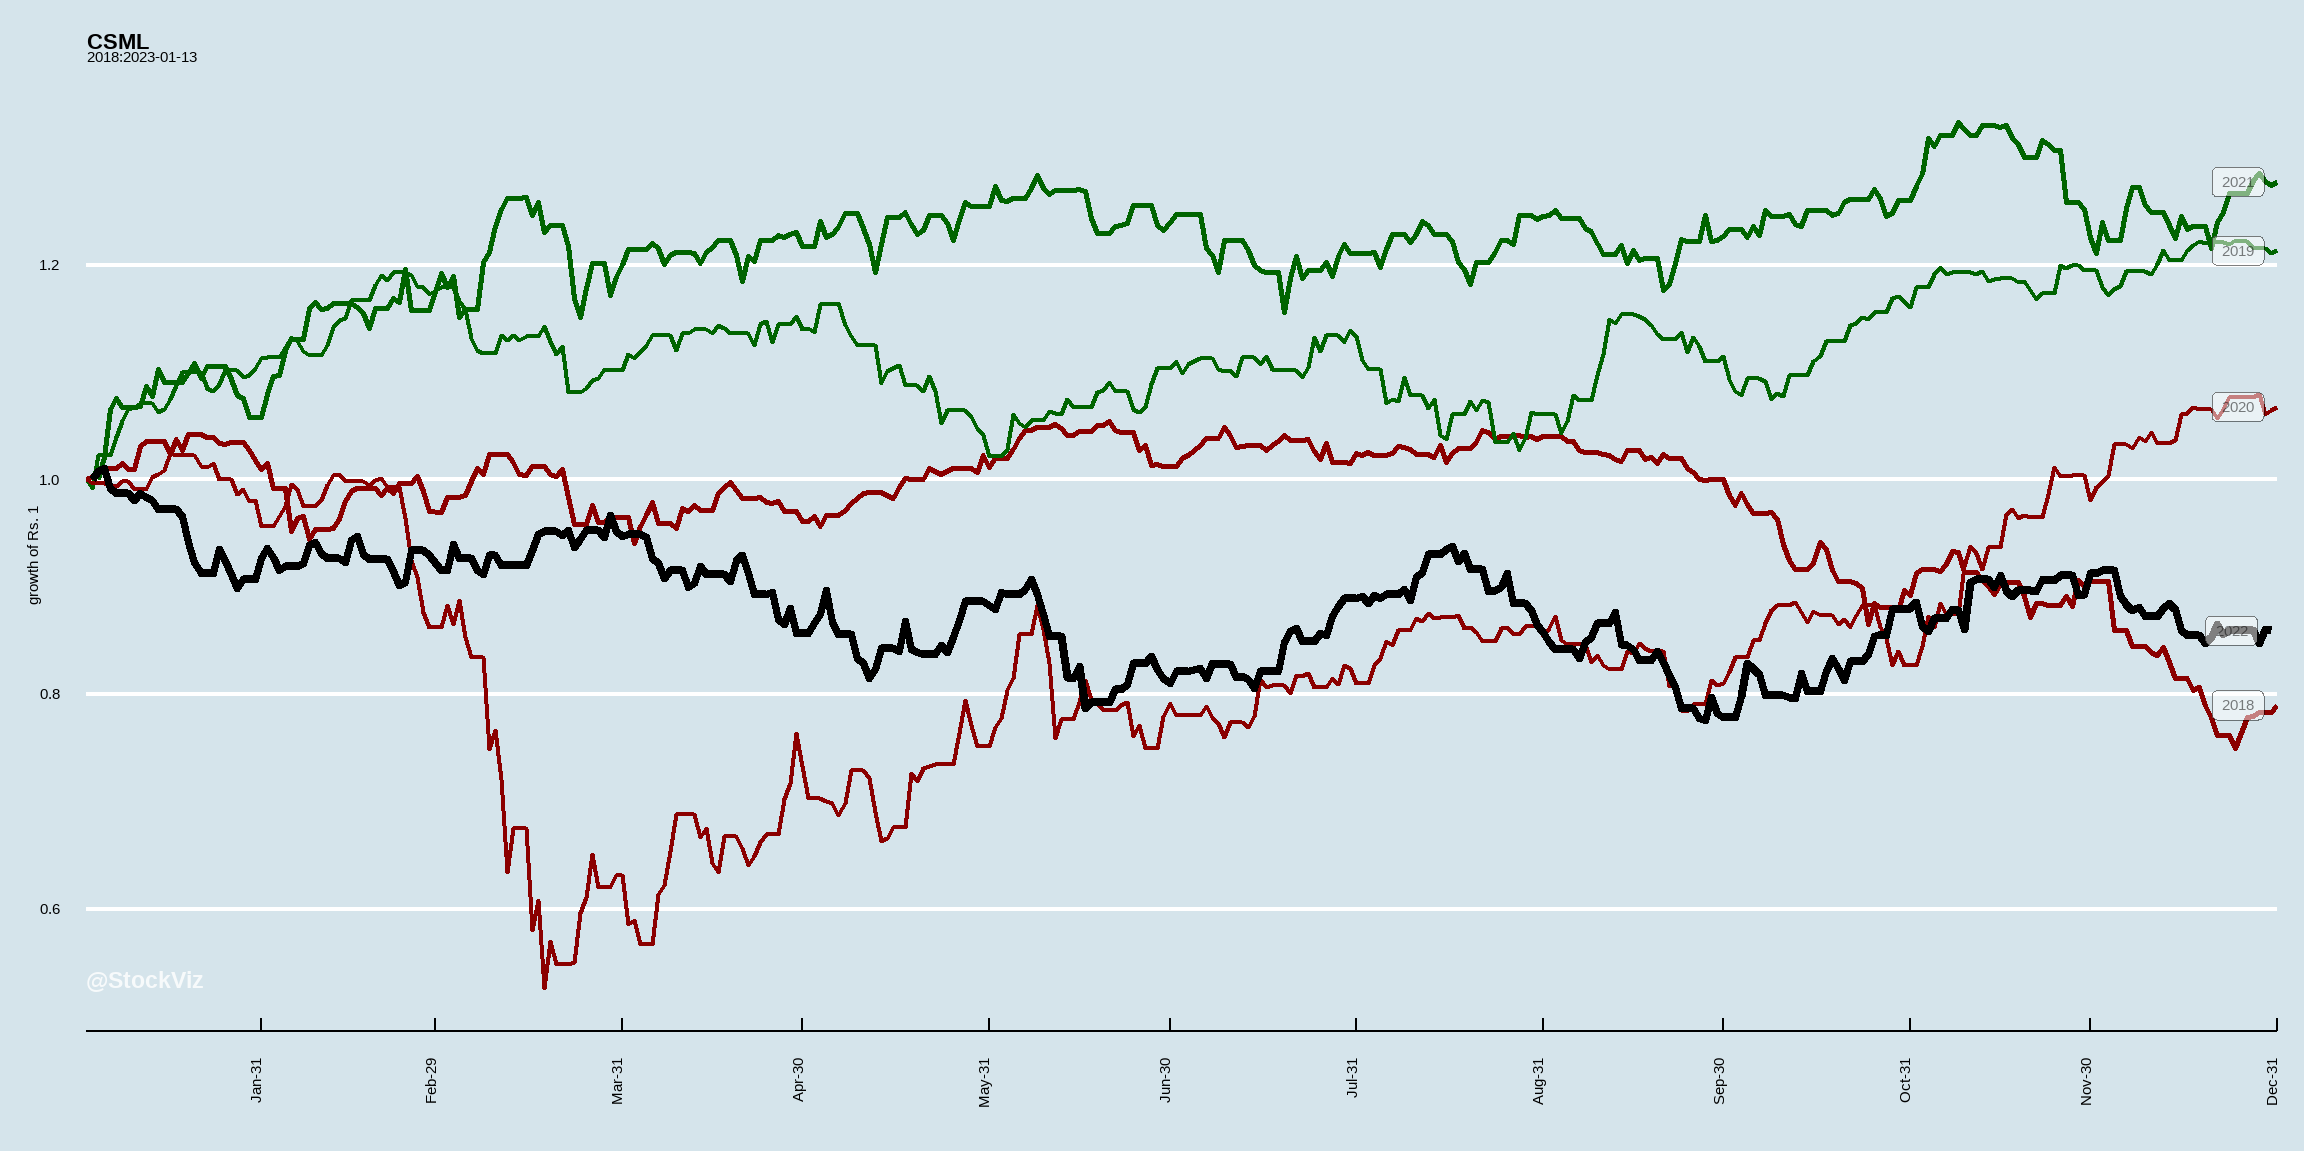 CSML
2018:2023-01-13
growth of Rs. 1
1.2
1.0
0.8
0.6
2021
2019
2020
2022
2018
@StockViz
Jan-31
Feb-29
Mar-31
Apr-30
May-31
Jun-30
Jul-31
Aug-31
Sep-30
Oct-31
Nov-30
Dec-31